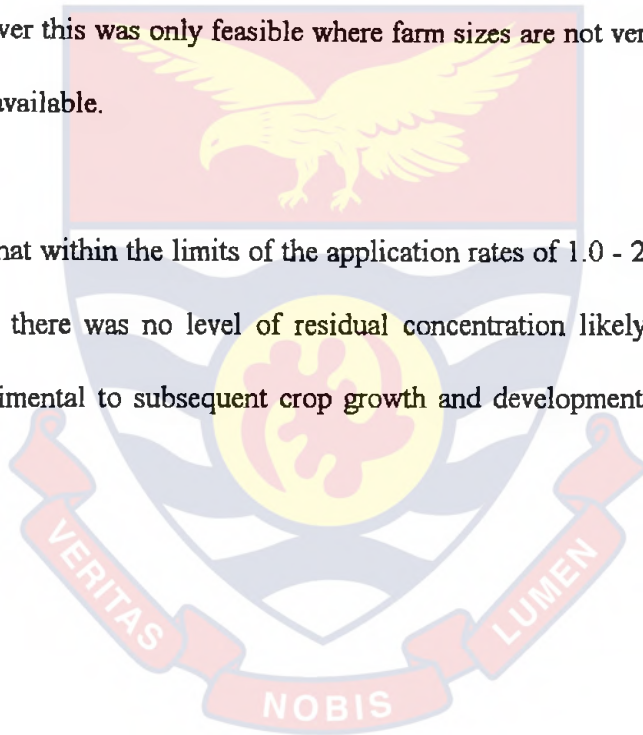 ver this was only feasible where farm sizes are not ver
available.
hat within the limits of the application rates of 1.0 - 2
there was no level of residual concentration likely
imental to subsequent crop growth and development
VERITAS
NOBIS
LUMEN